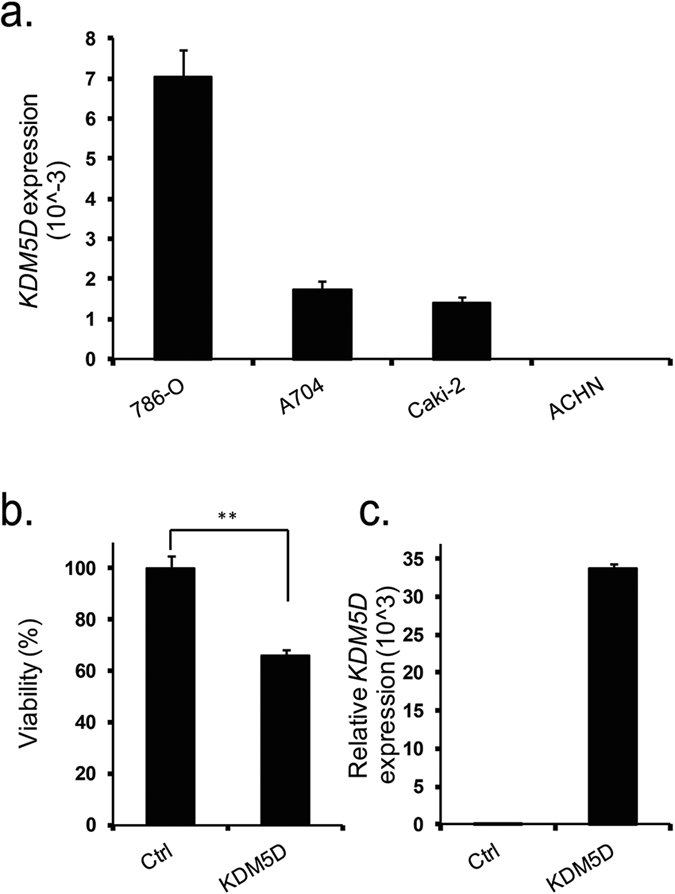 a.
KDM5D expression
(10^-3)
8
7
6
5
4
3
2
1
0
786-O
A704
Caki-2
ACHN
b.
**
Viability (%)
100
80
60
40
20
0
Ctrl
KDM5D
c.
Relative KDM5D
expression (10^3)
35
30
25
20
15
10
5
0
Ctrl
KDM5D